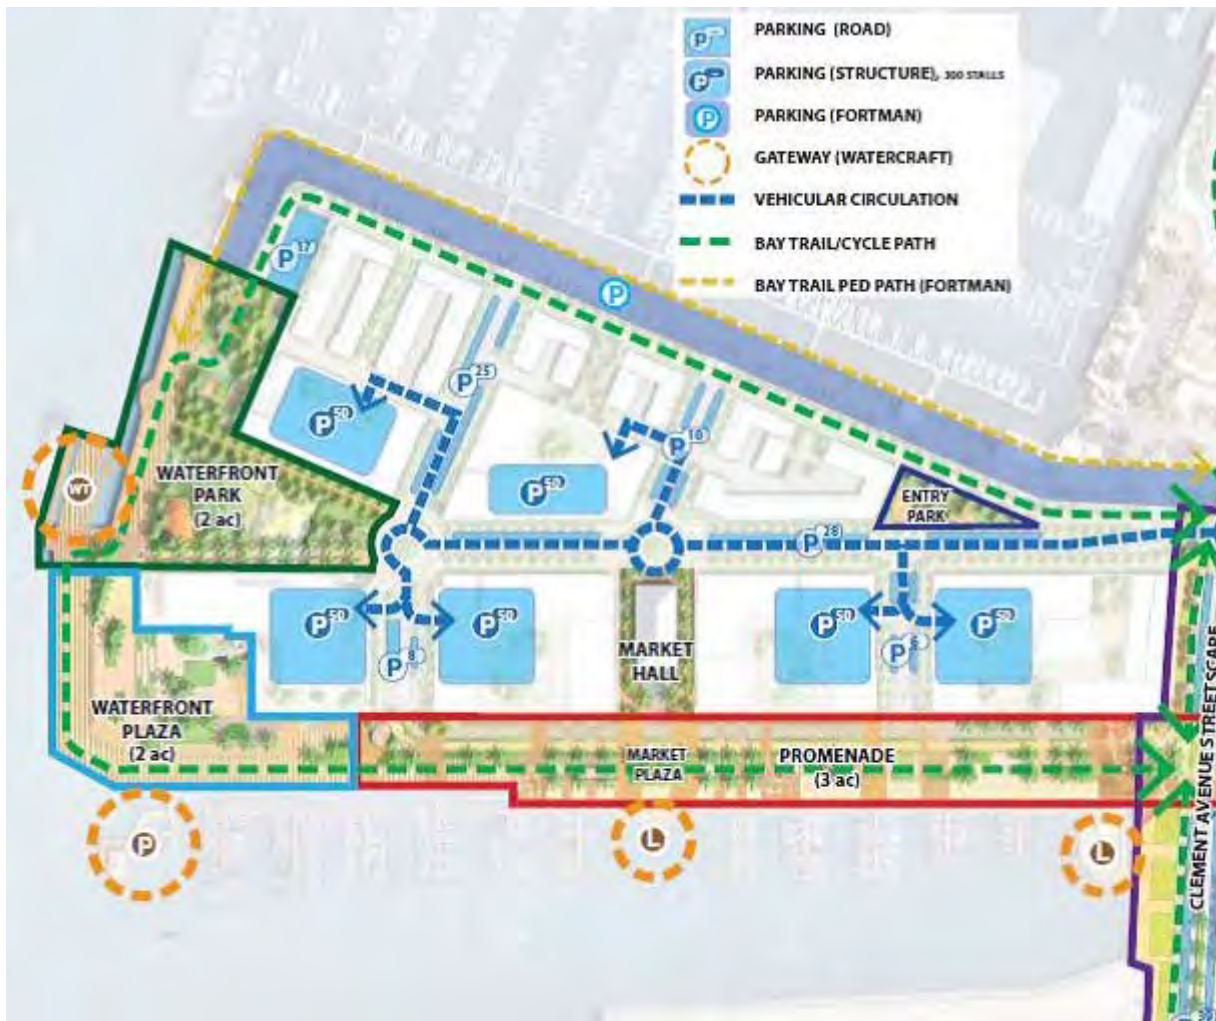 P
PARKING (ROAD)
P
PARKING (STRUCTURE), 300 STALLS
P
PARKING (FORTMAN)
GATEWAY (WATERCRAFT)
VEHICULAR CIRCULATION
BAY TRAIL/CYCLE PATH
BAY TRAIL PED PATH (FORTMAN)
P 37
P
P 25
P 50
P 10
P 50
WT
WATERFRONT
PARK
(2 ac)
ENTRY
PARK
P 28
P 50
P 50
P 50
P 50
P 8
P
MARKET
HALL
WATERFRONT
PLAZA
(2 ac)
MARKET
PLAZA
PROMENADE
(3 ac)
CLEMENT AVENUE STREETSCAPE
P
L
L
P